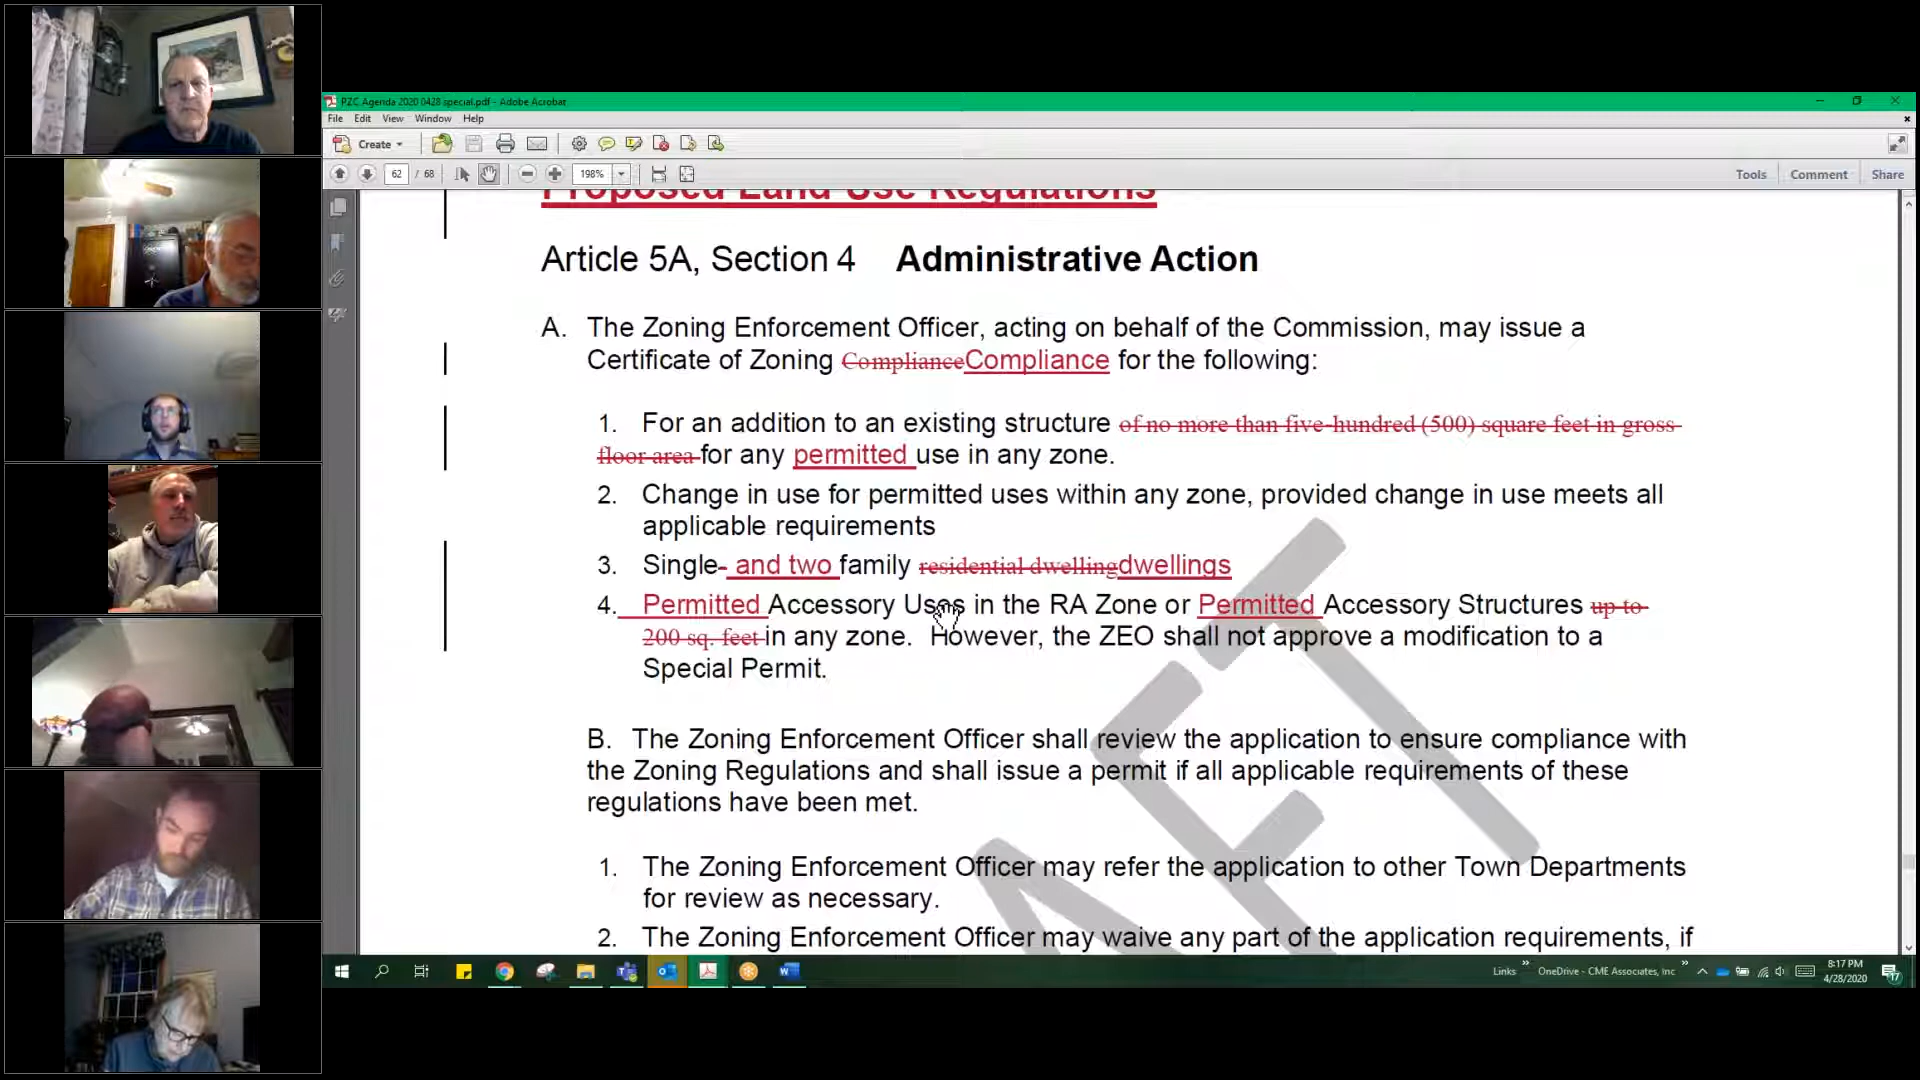 PZC Agenda 2020 0428 special.pdf - Adobe Acrobat
File Edit View Window Help
Create
62 / 68 198% Tools Comment Share
Proposed Land Use Regulations
Article 5A, Section 4 Administrative Action
A. The Zoning Enforcement Officer, acting on behalf of the Commission, may issue a
Certificate of Zoning ComplianceCompliance for the following:
1. For an addition to an existing structure of no more than five-hundred (500) square feet in gross
floor area for any permitted use in any zone.
2. Change in use for permitted uses within any zone, provided change in use meets all
applicable requirements
3. Single- and two family residential dwellingdwellings
4. Permitted Accessory Uses in the RA Zone or Permitted Accessory Structures up to
200 sq. feet in any zone. However, the ZEO shall not approve a modification to a
Special Permit.
B. The Zoning Enforcement Officer shall review the application to ensure compliance with
the Zoning Regulations and shall issue a permit if all applicable requirements of these
regulations have been met.
1. The Zoning Enforcement Officer may refer the application to other Town Departments
for review as necessary.
2. The Zoning Enforcement Officer may waive any part of the application requirements, if
DRAFT
Links » OneDrive - CME Associates, Inc » 8:17 PM
4/28/2020
17